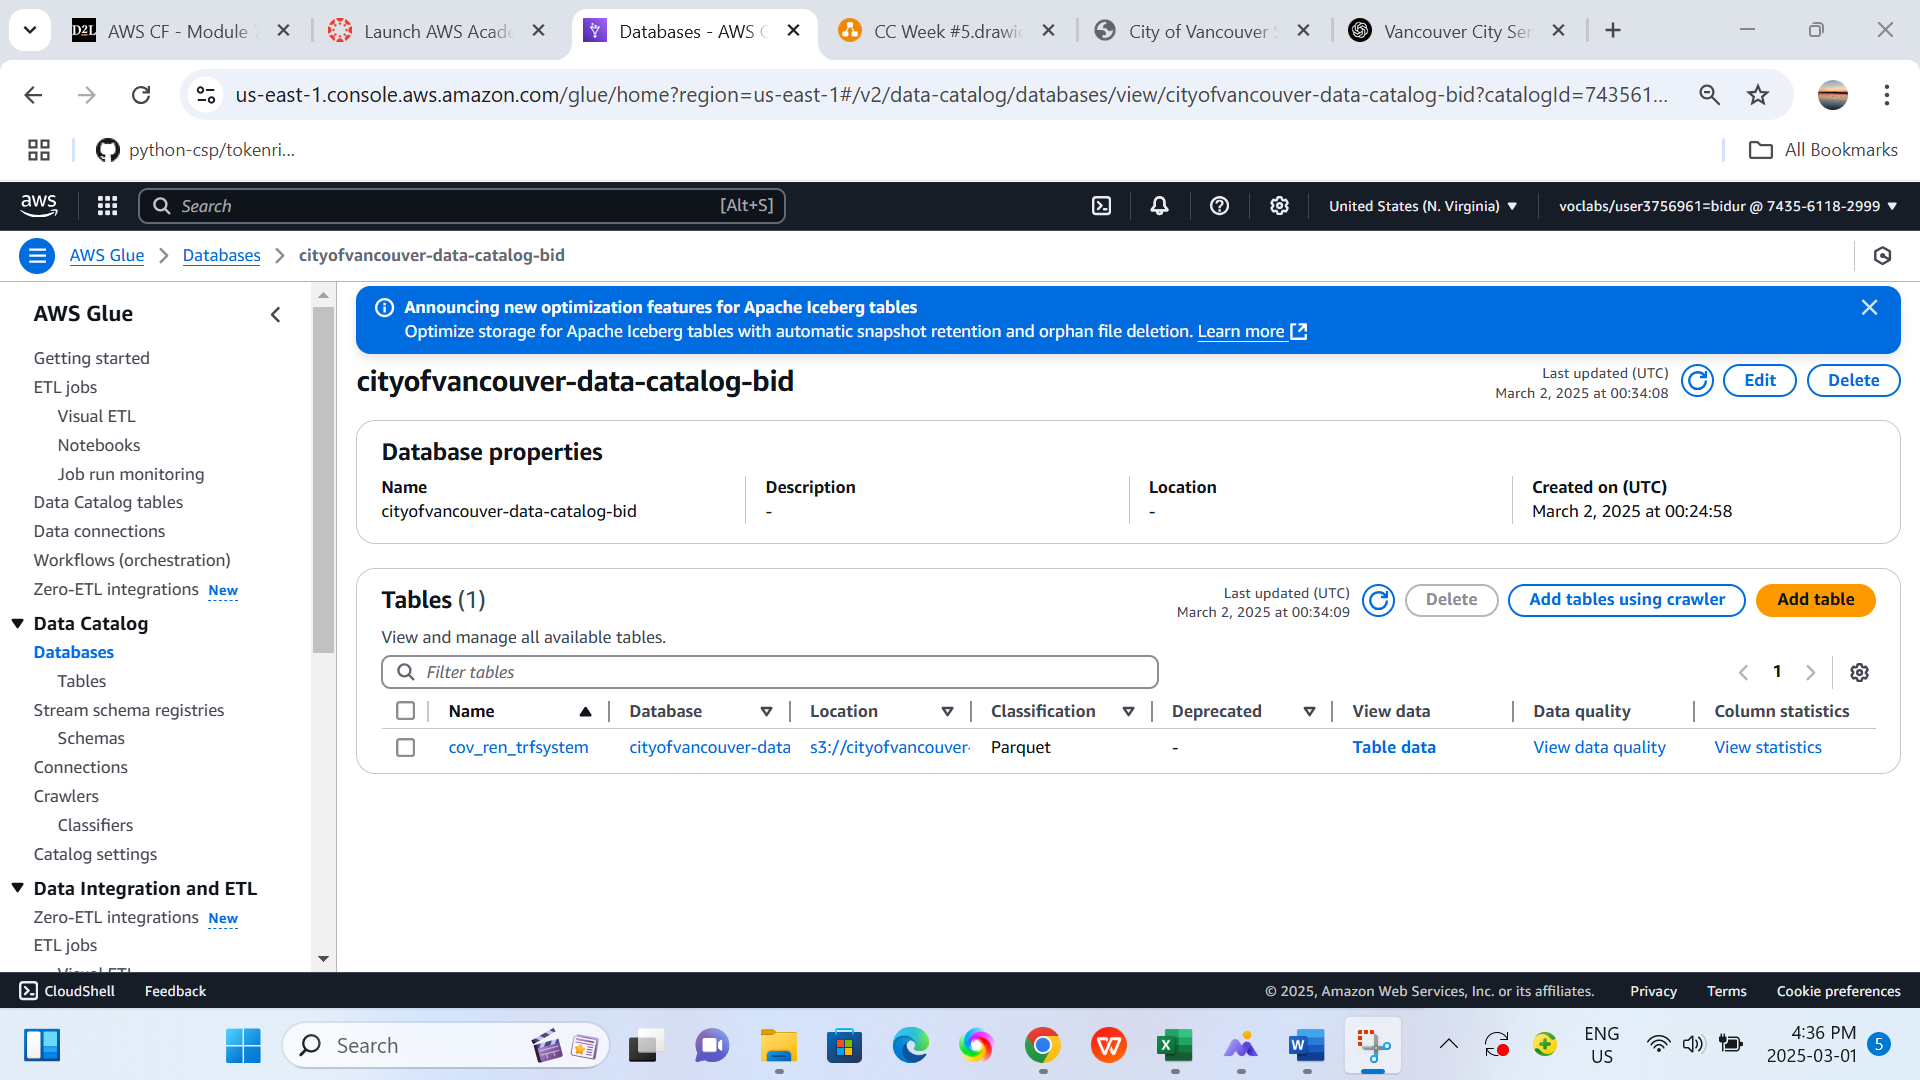 D2L AWS CF - Module 7
Launch AWS Acade
Databases - AWS G
CC Week #5.drawio
City of Vancouver S
Vancouver City Ser
us-east-1.console.aws.amazon.com/glue/home?region=us-east-1#/v2/data-catalog/databases/view/cityofvancouver-data-catalog-bid?catalogId=743561...
python-csp/tokenri...
All Bookmarks
aws
Search
[Alt+S]
United States (N. Virginia)
voclabs/user3756961=bidur @ 7435-6118-2999
AWS Glue
Databases
cityofvancouver-data-catalog-bid
AWS Glue
Getting started
ETL jobs
Visual ETL
Notebooks
Job run monitoring
Data Catalog tables
Data connections
Workflows (orchestration)
Zero-ETL integrations New
Data Catalog
Databases
Tables
Stream schema registries
Schemas
Connections
Crawlers
Classifiers
Catalog settings
Data Integration and ETL
Zero-ETL integrations New
ETL jobs
Visual ETL
Announcing new optimization features for Apache Iceberg tables
Optimize storage for Apache Iceberg tables with automatic snapshot retention and orphan file deletion. Learn more
cityofvancouver-data-catalog-bid
Last updated (UTC)
March 2, 2025 at 00:34:08
Edit
Delete
Database properties
Name
cityofvancouver-data-catalog-bid
Description
-
Location
-
Created on (UTC)
March 2, 2025 at 00:24:58
Tables (1)
Last updated (UTC)
March 2, 2025 at 00:34:09
Delete
Add tables using crawler
Add table
View and manage all available tables.
Filter tables
1
Name Database Location Classification Deprecated View data Data quality Column statistics
cov_ren_trfsystem cityofvancouver-data s3://cityofvancouver- Parquet - Table data View data quality View statistics
CloudShell
Feedback
© 2025, Amazon Web Services, Inc. or its affiliates.
Privacy
Terms
Cookie preferences
Search
ENG
US
4:36 PM
2025-03-01
5